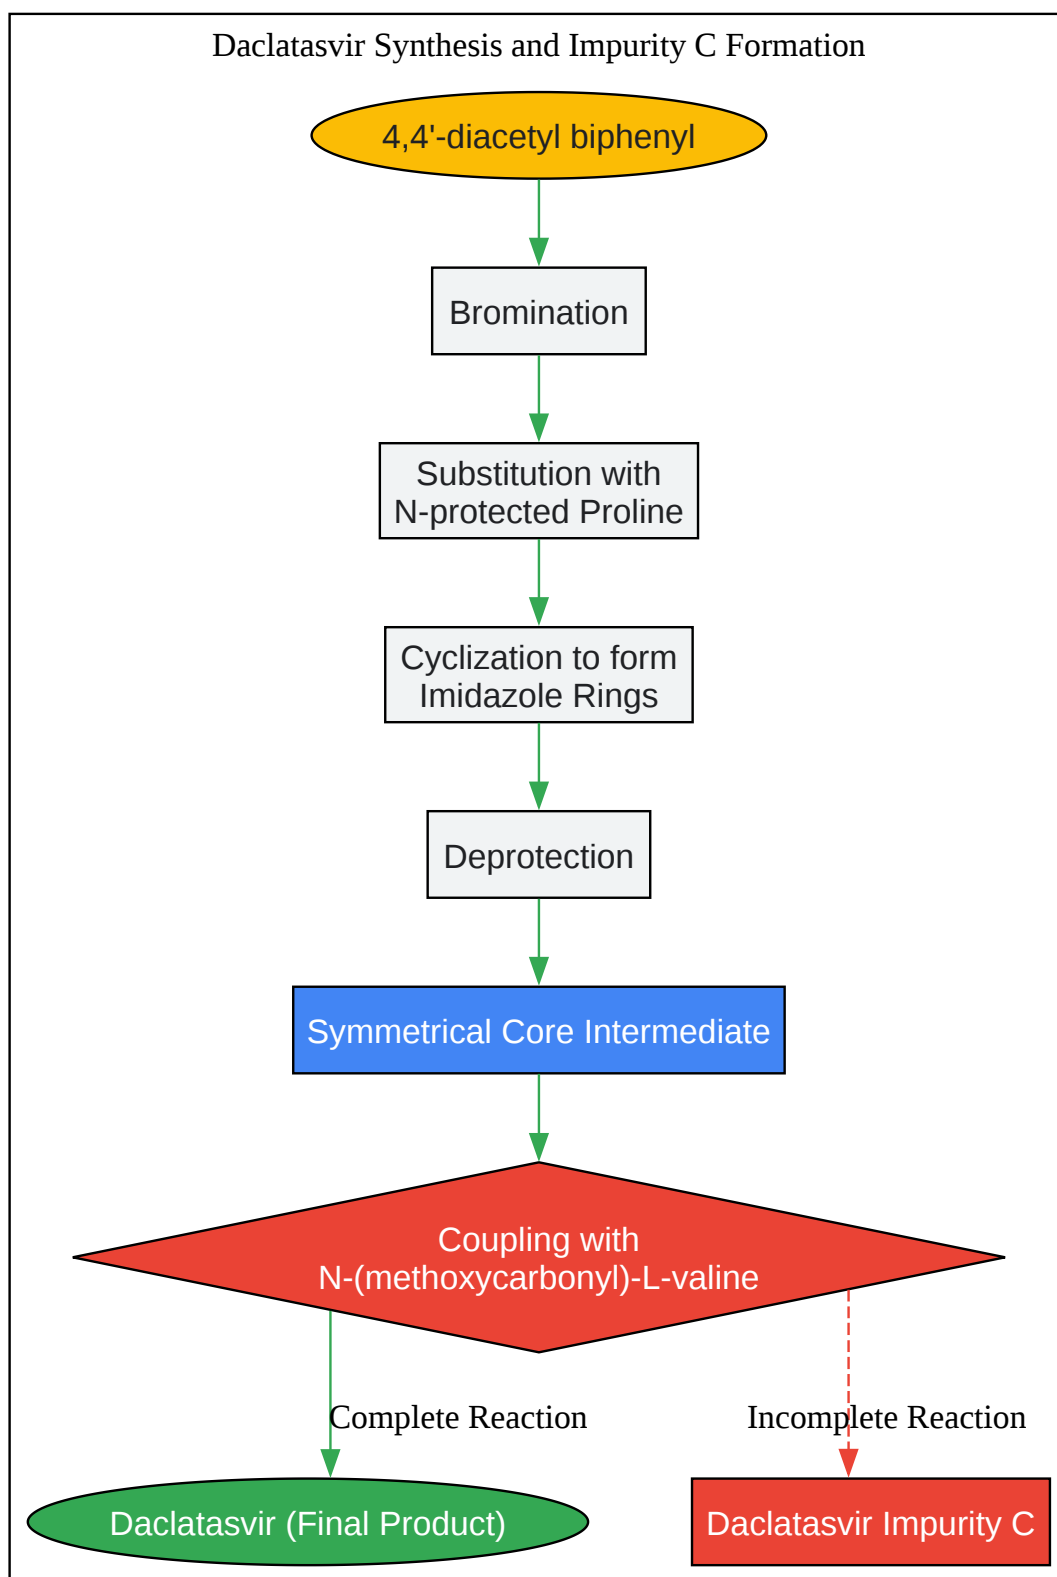 Daclatasvir Synthesis and Impurity C Formation
4,4'-diacetyl biphenyl
Bromination
Substitution with
N-protected Proline
Cyclization to form
Imidazole Rings
Deprotection
Symmetrical Core Intermediate
Coupling with
N-(methoxycarbonyl)-L-valine
Complete Reaction
Incomplete Reaction
Daclatasvir (Final Product)
Daclatasvir Impurity C